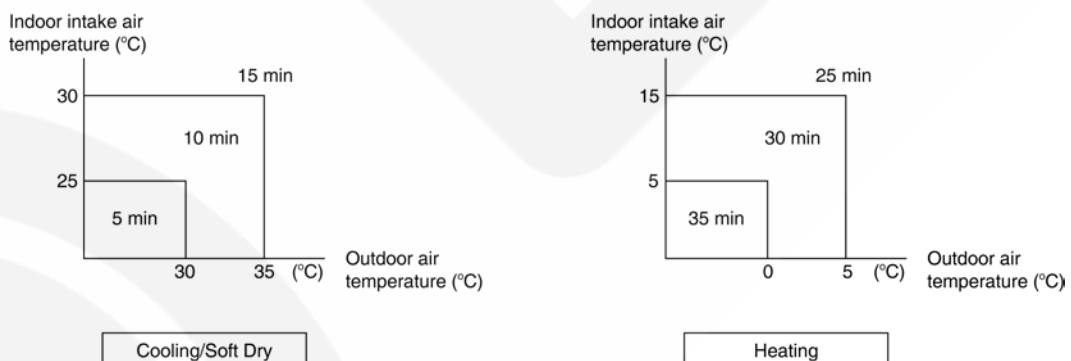 Indoor intake air
temperature (°C)
15 min
30
10 min
25
5 min
30 35 (°C)
Outdoor air
temperature (°C)
Cooling/Soft Dry
Indoor intake air
temperature (°C)
25 min
15
30 min
5
35 min
0 5 (°C)
Outdoor air
temperature (°C)
Heating